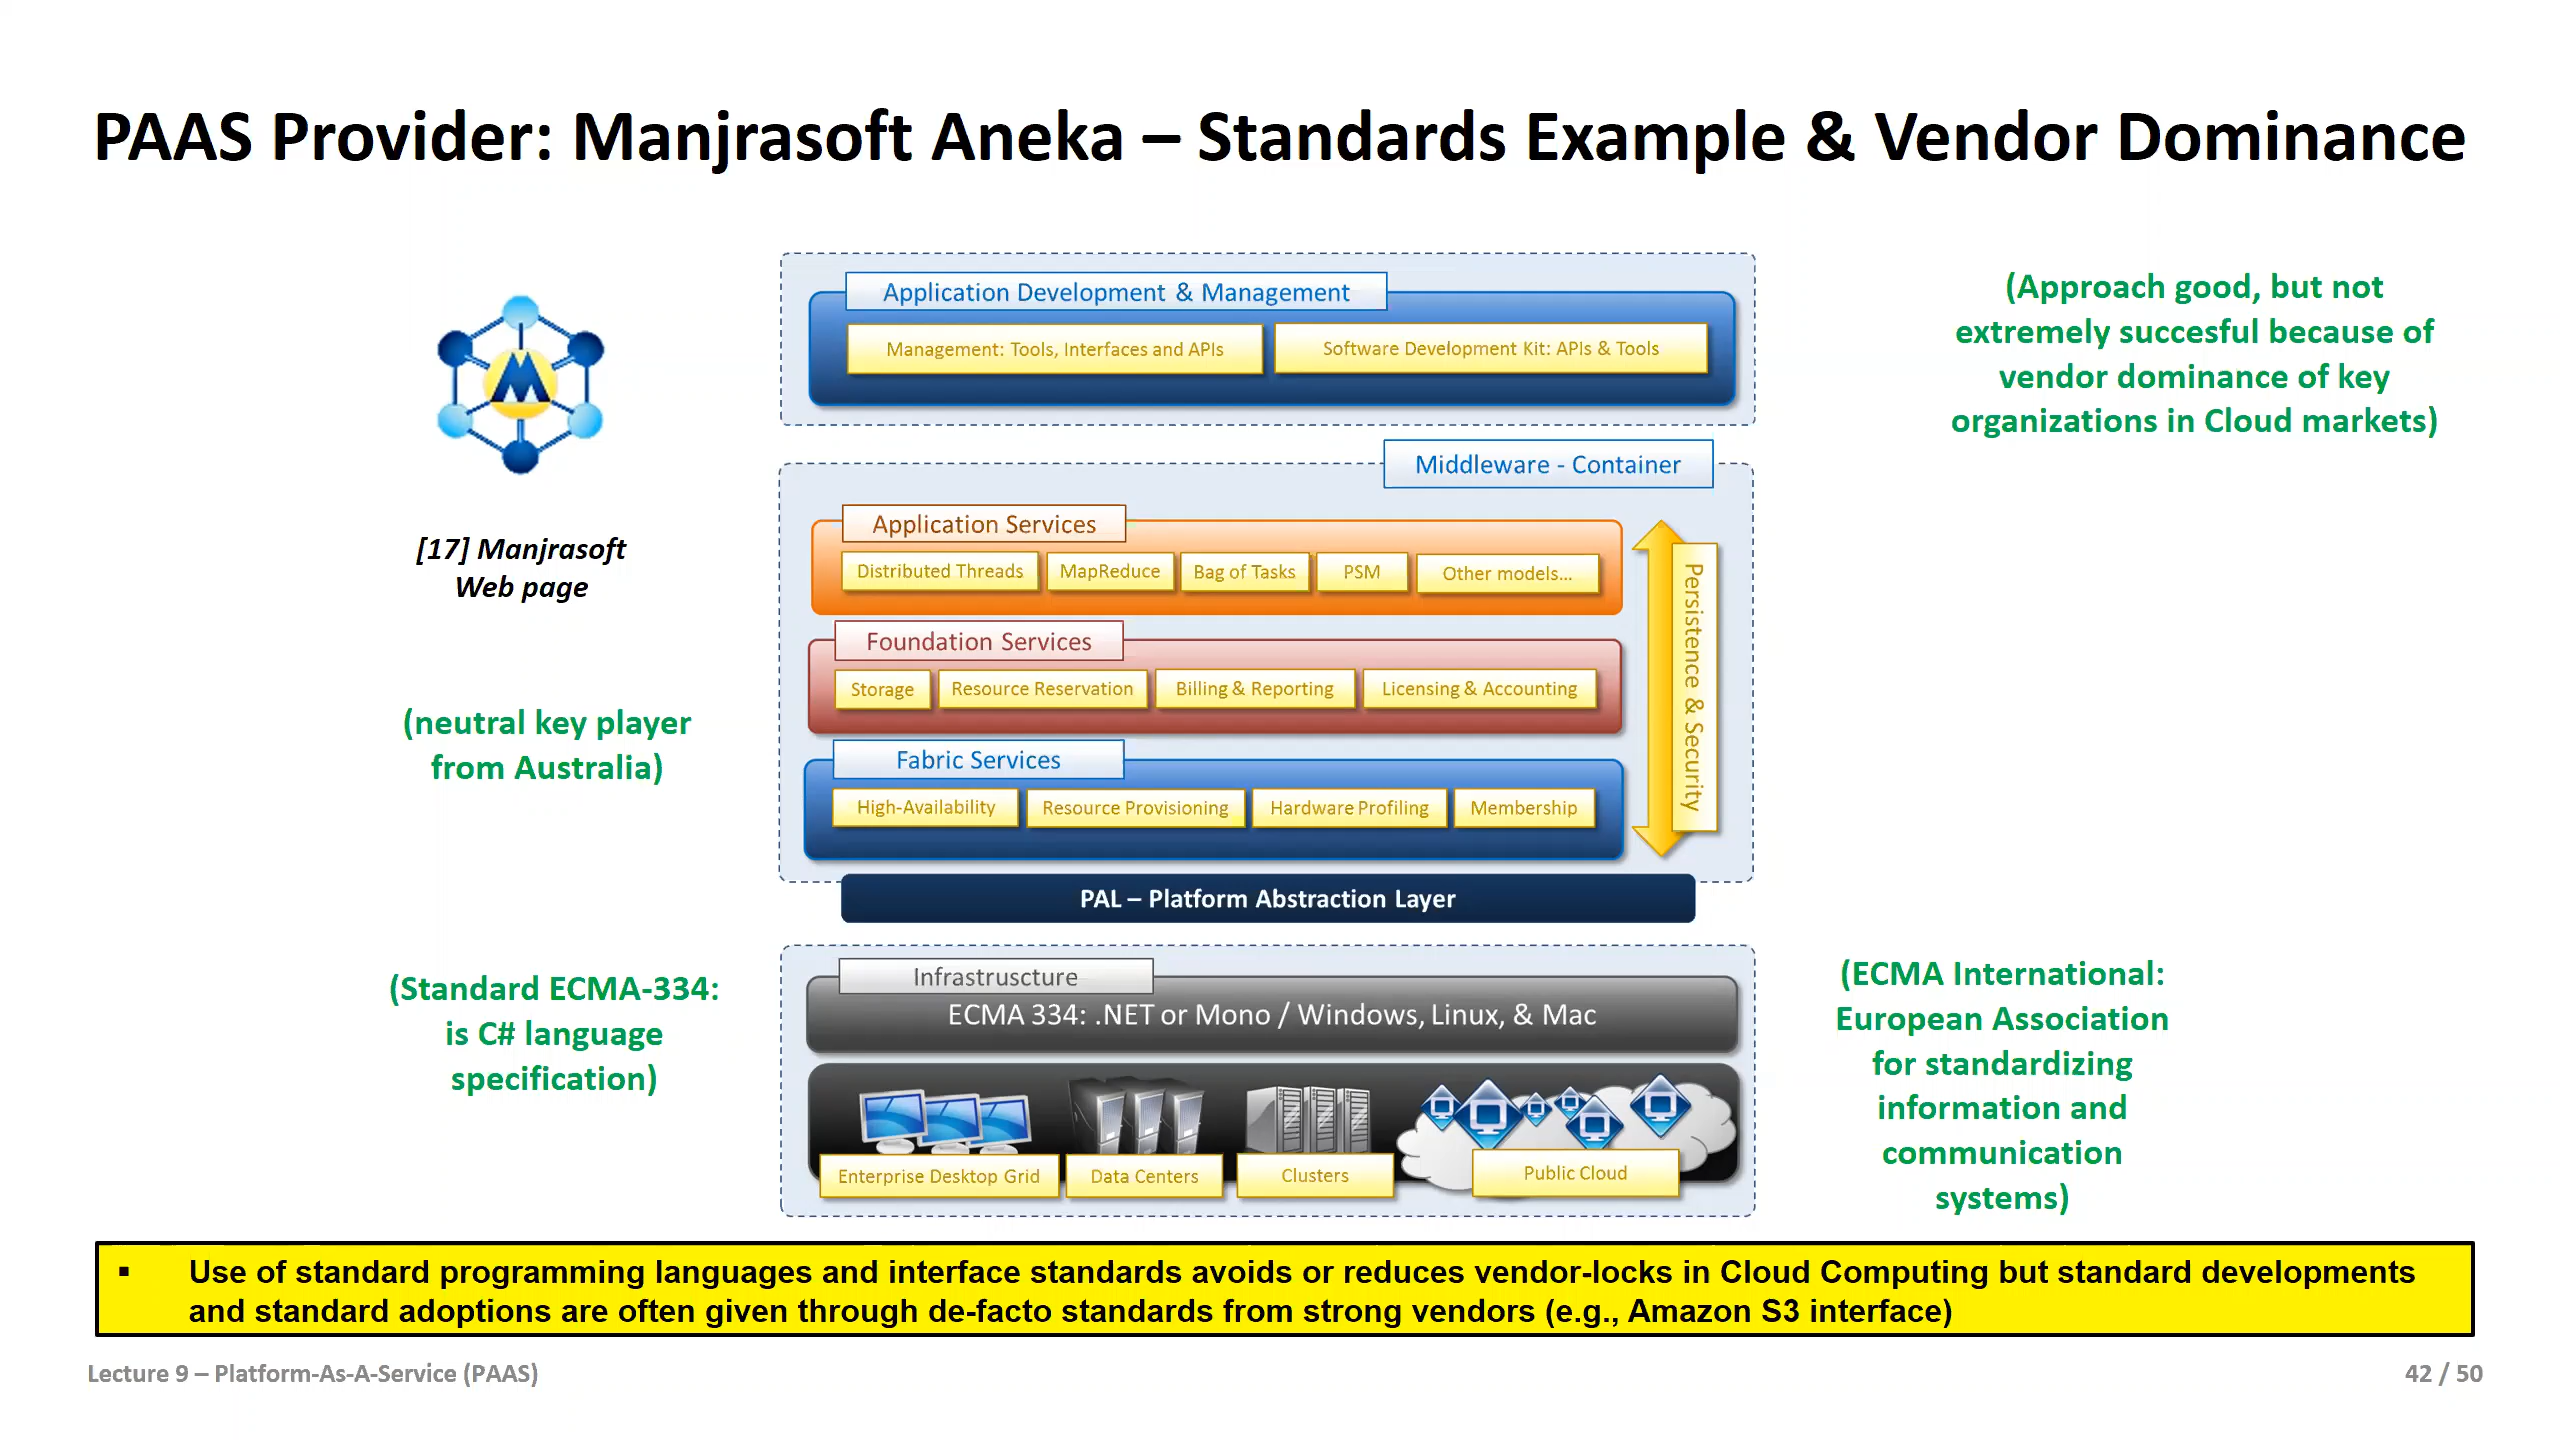 PAAS Provider: Manjrasoft Aneka – Standards Example & Vendor Dominance
M
[17] Manjrasoft
Web page
(neutral key player
from Australia)
(Standard ECMA-334:
is C# language
specification)
Application Development & Management
Management: Tools, Interfaces and APIs
Software Development Kit: APIs & Tools
Middleware - Container
Application Services
Distributed Threads
MapReduce
Bag of Tasks
PSM
Other models...
Foundation Services
Storage
Resource Reservation
Billing & Reporting
Licensing & Accounting
Fabric Services
High-Availability
Resource Provisioning
Hardware Profiling
Membership
Persistence & Security
PAL – Platform Abstraction Layer
Infrastruscture
ECMA 334: .NET or Mono / Windows, Linux, & Mac
Enterprise Desktop Grid
Data Centers
Clusters
Public Cloud
(Approach good, but not
extremely succesful because of
vendor dominance of key
organizations in Cloud markets)
(ECMA International:
European Association
for standardizing
information and
communication
systems)
▪ Use of standard programming languages and interface standards avoids or reduces vendor-locks in Cloud Computing but standard developments
and standard adoptions are often given through de-facto standards from strong vendors (e.g., Amazon S3 interface)
Lecture 9 – Platform-As-A-Service (PAAS)
42 / 50